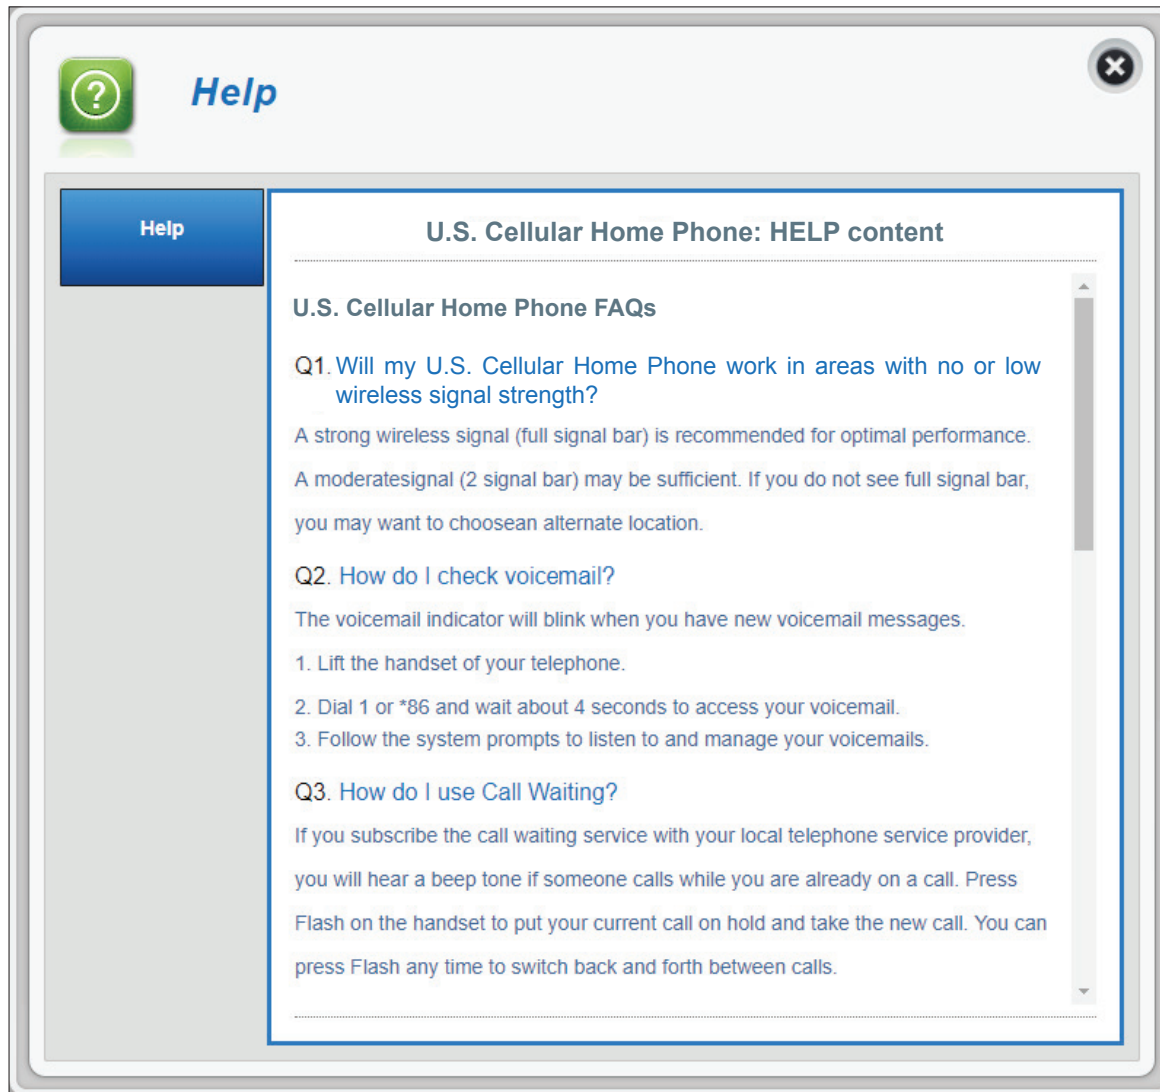 Help
Help
U.S. Cellular Home Phone: HELP content
U.S. Cellular Home Phone FAQs
Q1. Will my U.S. Cellular Home Phone work in areas with no or low
wireless signal strength?
A strong wireless signal (full signal bar) is recommended for optimal performance.
A moderatesignal (2 signal bar) may be sufficient. If you do not see full signal bar,
you may want to choosean alternate location.
Q2. How do I check voicemail?
The voicemail indicator will blink when you have new voicemail messages.
1. Lift the handset of your telephone.
2. Dial 1 or *86 and wait about 4 seconds to access your voicemail.
3. Follow the system prompts to listen to and manage your voicemails.
Q3. How do I use Call Waiting?
If you subscribe the call waiting service with your local telephone service provider,
you will hear a beep tone if someone calls while you are already on a call. Press
Flash on the handset to put your current call on hold and take the new call. You can
press Flash any time to switch back and forth between calls.